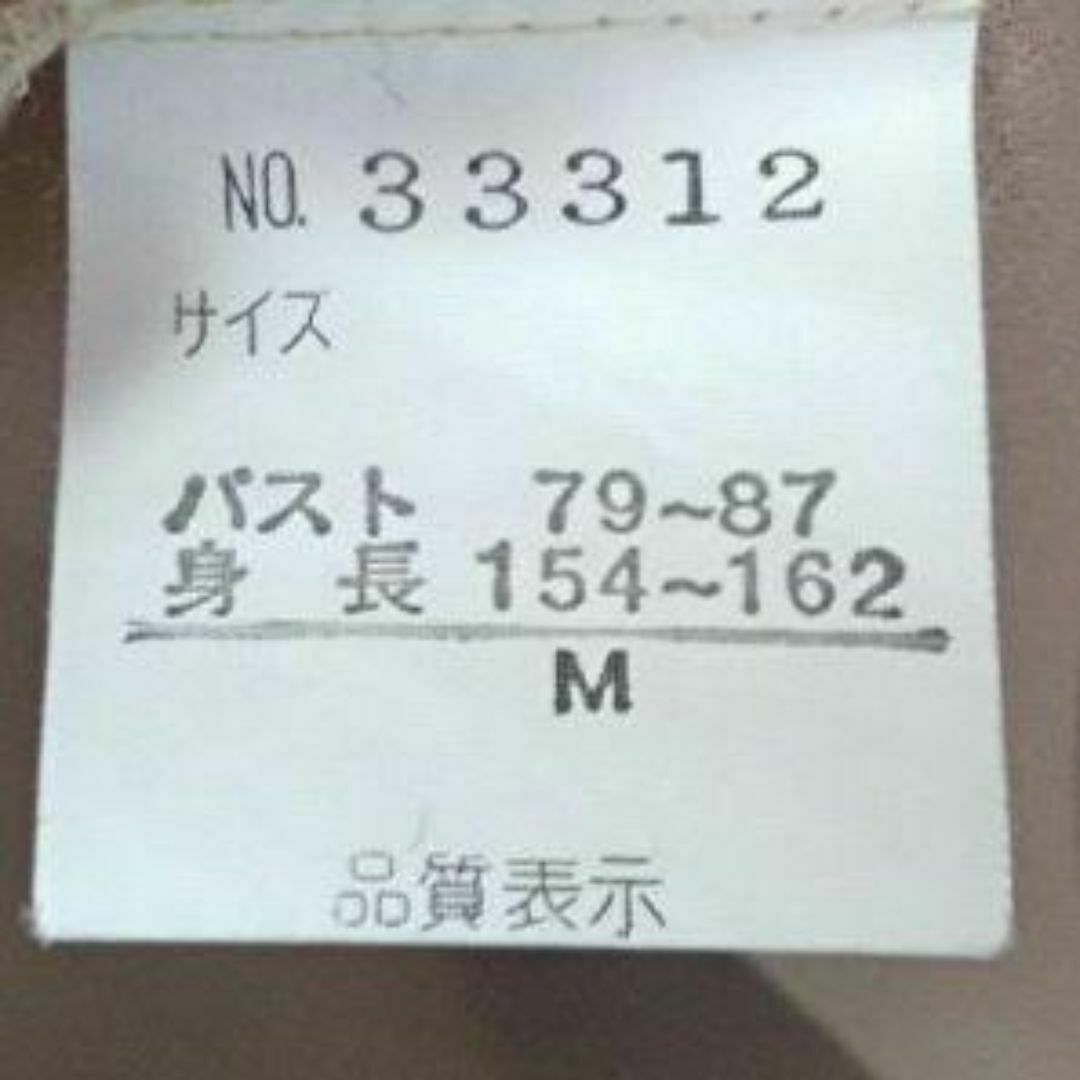 NO. 33312
サイズ
バスト 79~87
身 長 154~162
M
品質表示